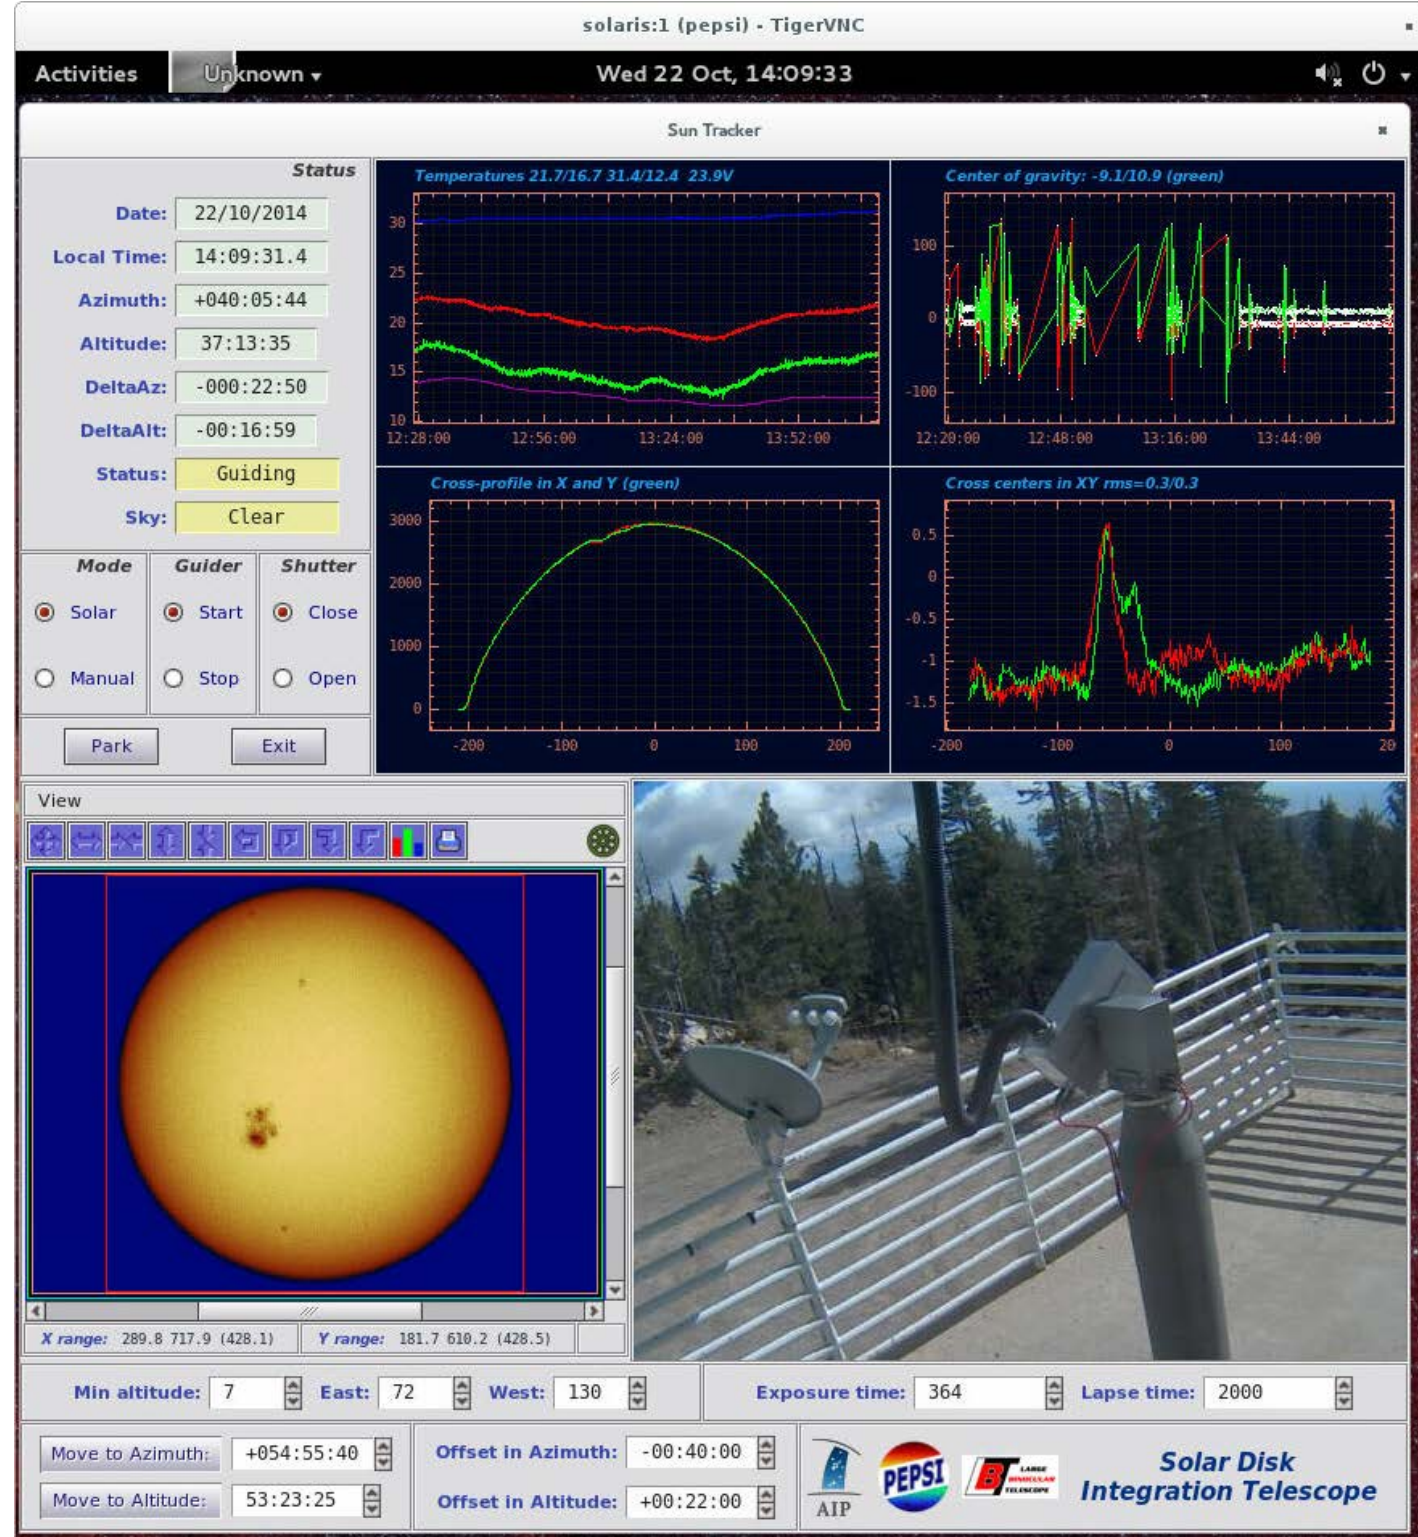 solaris:1 (pepsi) - TigerVNC
Activities Unknown Wed 22 Oct, 14:09:33
Sun Tracker
Status
Date: 22/10/2014
Local Time: 14:09:31.4
Azimuth: +040:05:44
Altitude: 37:13:35
DeltaAz: -000:22:50
DeltaAlt: -00:16:59
Status: Guiding
Sky: Clear
Mode Guider Shutter
Solar Start Close
Manual Stop Open
Park Exit
Temperatures 21.7/16.7 31.4/12.4 23.9V
30
25
20
15
10
12:28:00 12:56:00 13:24:00 13:52:00
Center of gravity: -9.1/10.9 (green)
100
0
-100
12:20:00 12:48:00 13:16:00 13:44:00
Cross-profile in X and Y (green)
3000
2000
1000
0
-200 -100 0 100 200
Cross centers in XY rms=0.3/0.3
0.5
0
-0.5
-1
-1.5
-200 -100 0 100 20
View
X range: 289.8 717.9 (428.1) Y range: 181.7 610.2 (428.5)
Min altitude: 7 East: 72 West: 130 Exposure time: 364 Lapse time: 2000
Move to Azimuth: +054:55:40 Offset in Azimuth: -00:40:00
Move to Altitude: 53:23:25 Offset in Altitude: +00:22:00
AIP
PEPSI
BT LARGE
BINOCULAR
TELESCOPE
Solar Disk
Integration Telescope